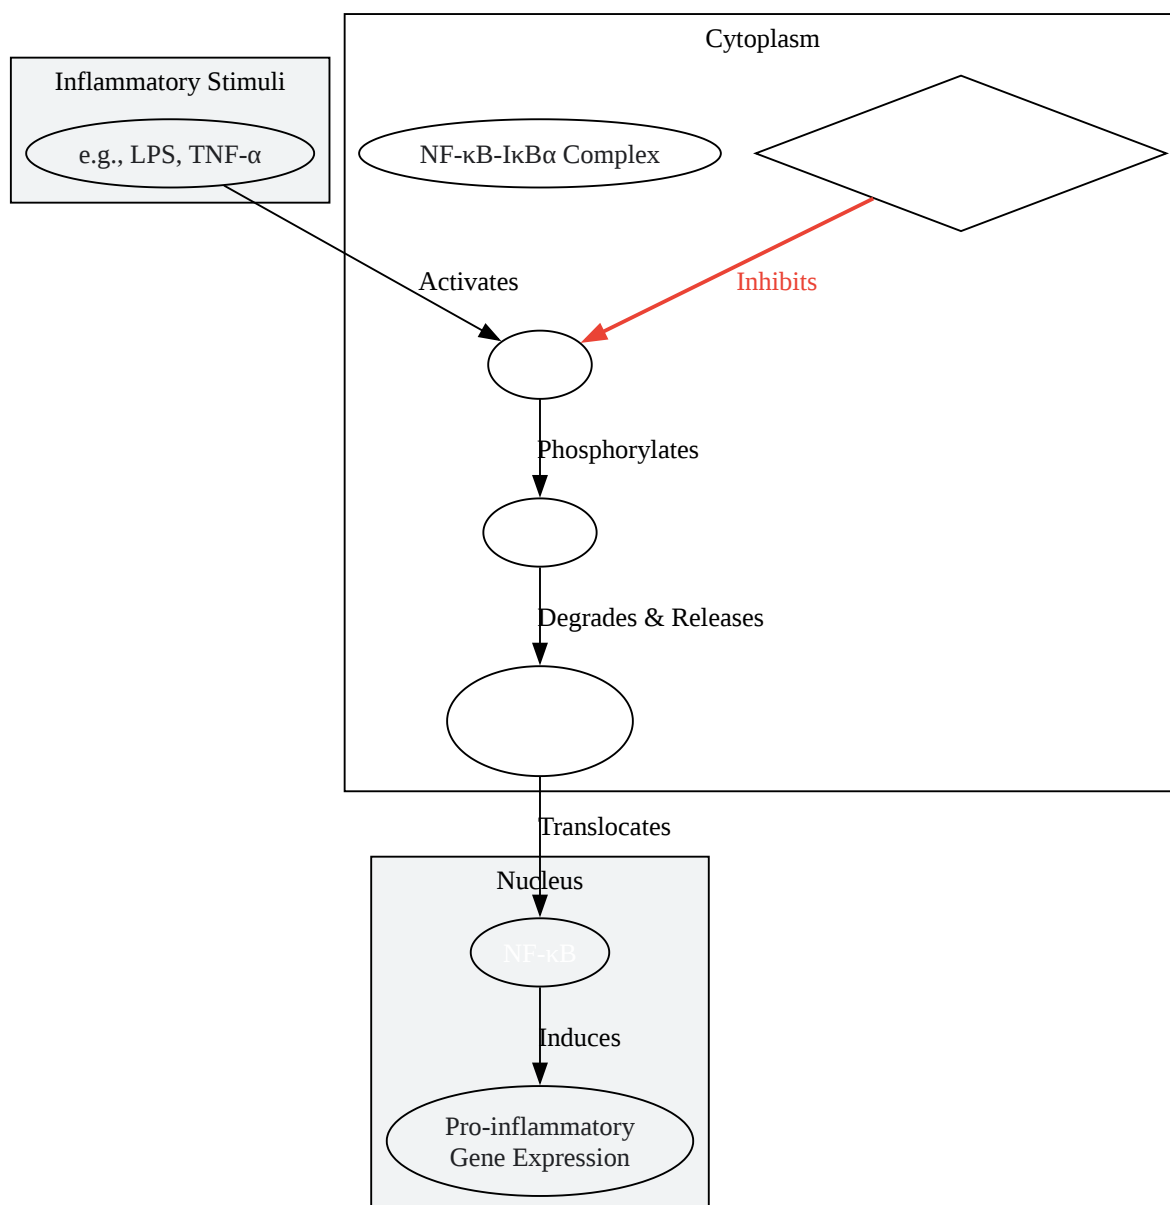 Cytoplasm
Inflammatory Stimuli
e.g., LPS, TNF-α
NF-κB-IκBα Complex
Activates
Inhibits
Phosphorylates
Degrades & Releases
Translocates
Nucleus
NF-κB
Induces
Pro-inflammatory
Gene Expression